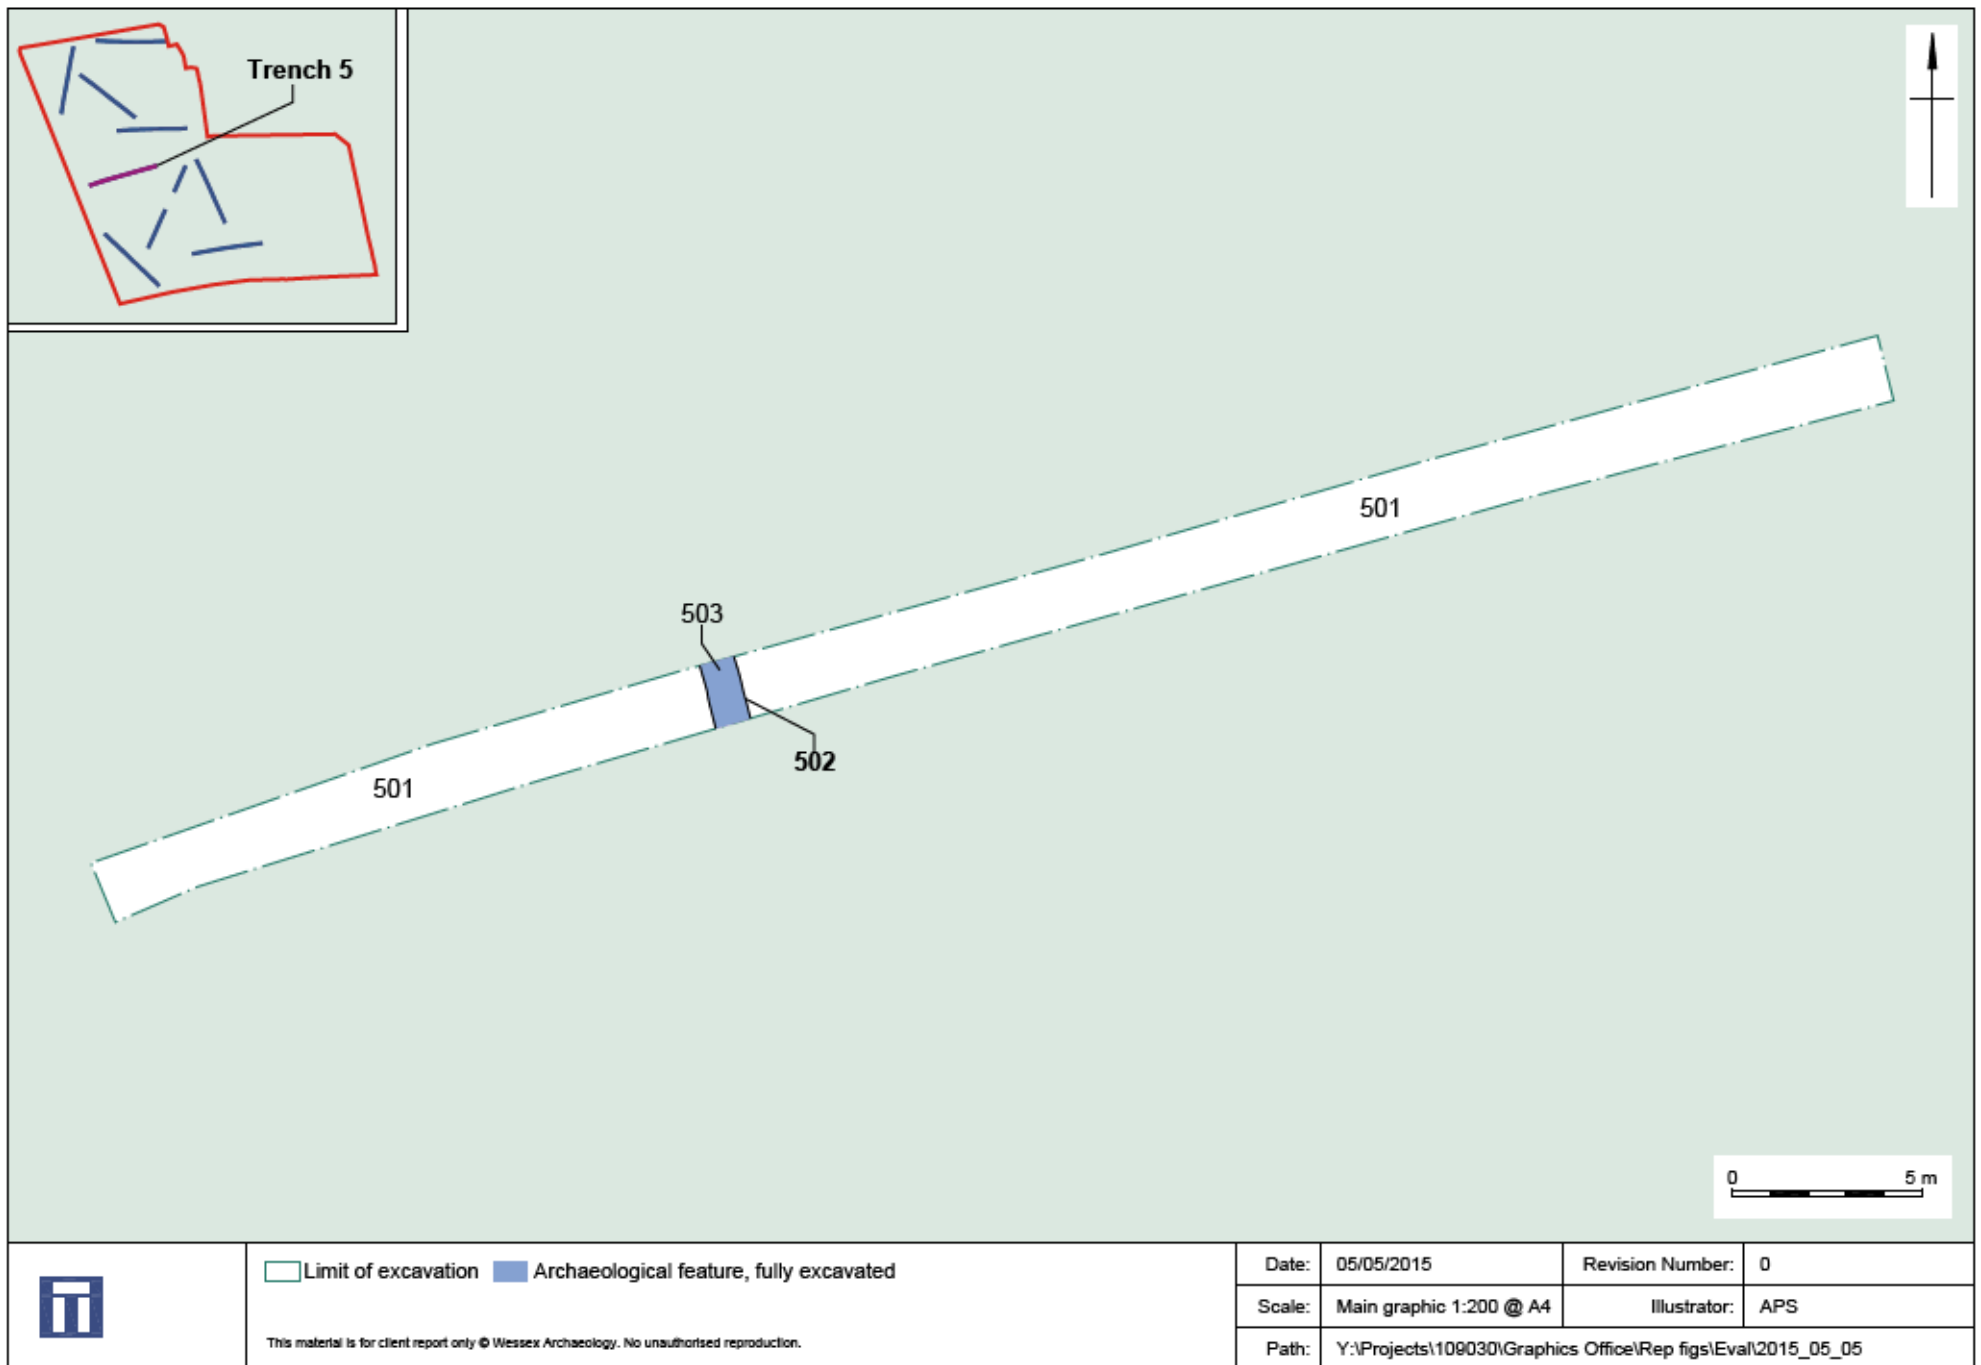 Trench 5
501
503
502
501
0 5 m
Limit of excavation Archaeological feature, fully excavated
This material is for client report only © Wessex Archaeology. No unauthorised reproduction.
Date: 05/05/2015 Revision Number: 0
Scale: Main graphic 1:200 @ A4 Illustrator: APS
Path: Y:\Projects\109030\Graphics Office\Rep figs\Eval\2015_05_05